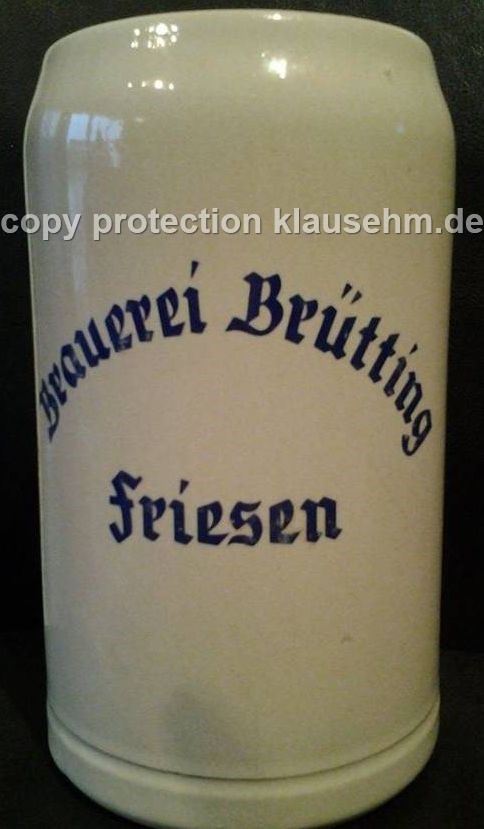 copy protection klausehm.de
Brauerei Brütting
Friesen